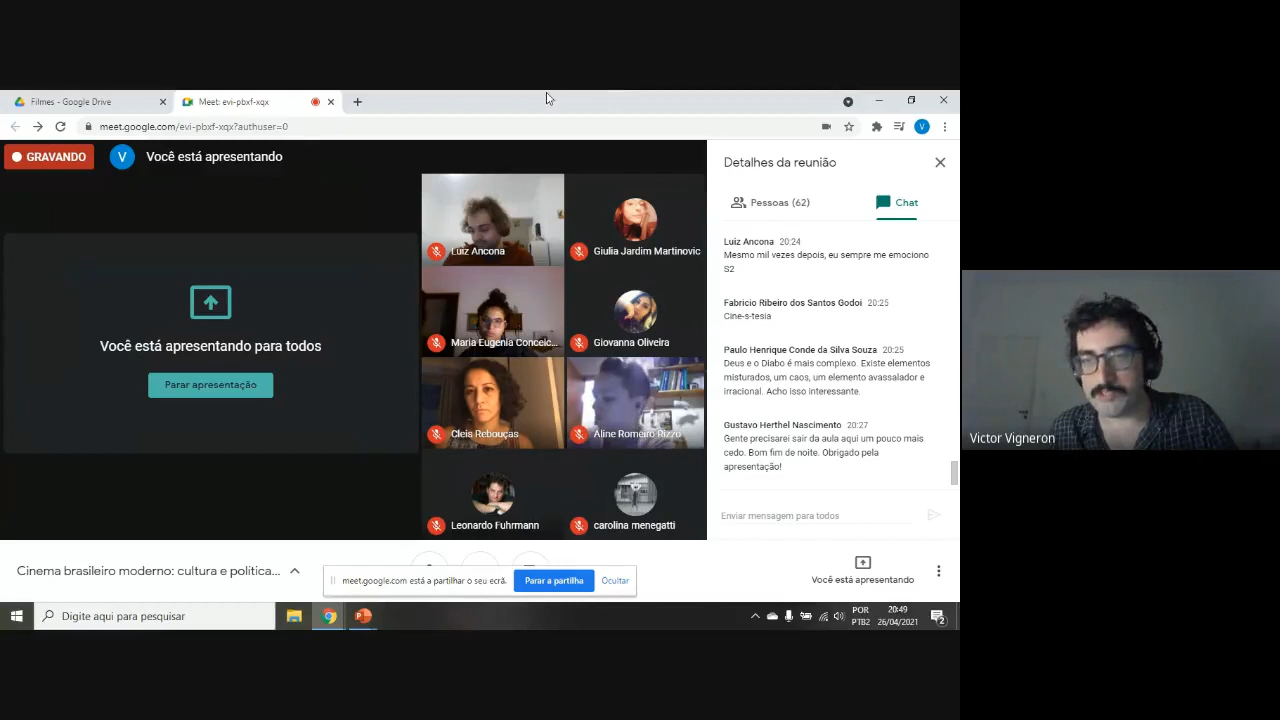 Filmes - Google Drive
Meet: evi-pbxf-xqx
meet.google.com/evi-pbxf-xqx?authuser=0
V
GRAVANDO
V
Você está apresentando
Você está apresentando para todos
Parar apresentação
Luiz Ancona
Giulia Jardim Martinovic
Maria Eugenia Conceic...
Giovanna Oliveira
Cleis Rebouças
Aline Romeiro Rizzo
Leonardo Fuhrmann
carolina menegatti
Detalhes da reunião
Pessoas (62)
Chat
Luiz Ancona 20:24
Mesmo mil vezes depois, eu sempre me emociono
S2
Fabricio Ribeiro dos Santos Godoi 20:25
Cine-s-tesia
Paulo Henrique Conde da Silva Souza 20:25
Deus e o Diabo é mais complexo. Existe elementos
misturados, um caos, um elemento avassalador e
irracional. Acho isso interessante.
Gustavo Herthel Nascimento 20:27
Gente precisarei sair da aula aqui um pouco mais
cedo. Bom fim de noite. Obrigado pela
apresentação!
Enviar mensagem para todos
Victor Vigneron
Cinema brasileiro moderno: cultura e política...
meet.google.com está a partilhar o seu ecrã.
Parar a partilha
Ocultar
Você está apresentando
Digite aqui para pesquisar
POR
PTB2
20:49
26/04/2021
2